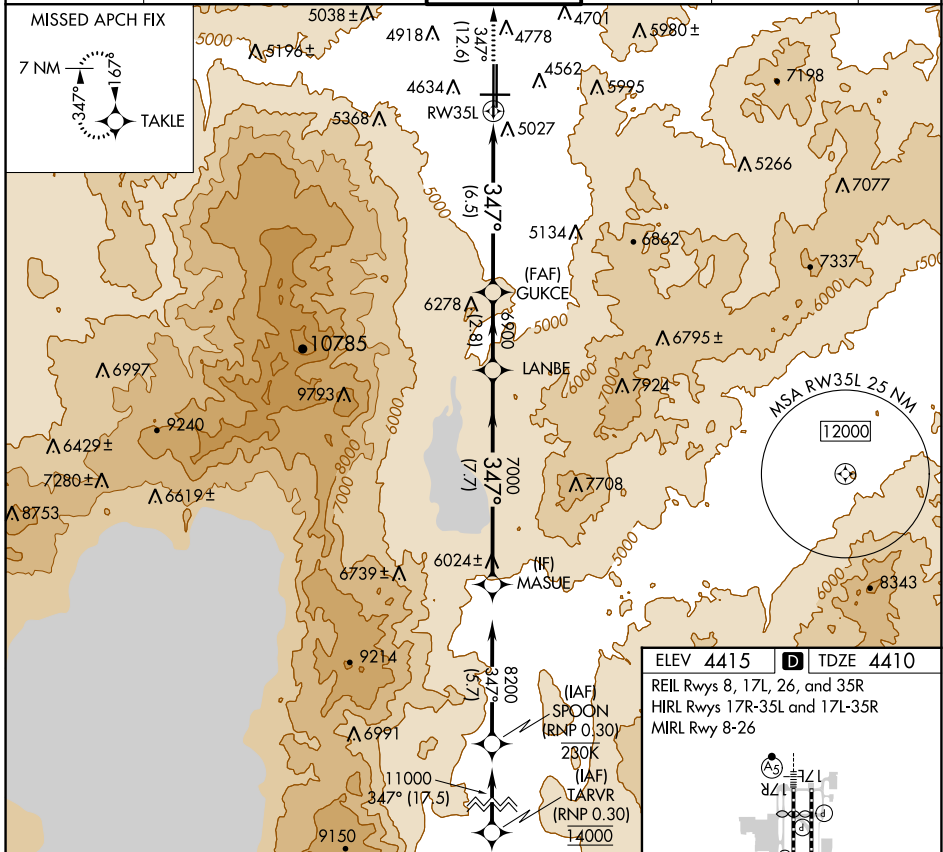 MISSED APCH FIX
7 NM
347°
167°
TAKLE
5038 ±
4918
5196 ±
5000
347°
(12.6)
4701
4778
5980 ±
4634
4562
5995
7198
RW35L
5368
5027
5266
7077
5000
347°
(6.5)
5134
6862
7337
6000
500
(FAF)
GUKCE
6278
6900
(2.8)
5000
10785
LANBE
6795 ±
6997
9793
6000
6000
7000
7924
MSA RW35L 25 NM
12000
9240
6429 ±
8000
7000
7280 ±
6619 ±
8753
7000
347°
(7.7)
7708
5000
6739 ±
6024 ±
(IF)
MASUE
6000
8343
9214
8200
347°
(5.7)
(IAF)
SPOON
(RNP 0.30)
230K
6991
11000
347° (17.5)
(IAF)
TARVR
(RNP 0.30)
14000
9150
ELEV 4415
D
TDZE 4410
REIL Rwys 8, 17L, 26, and 35R
HIRL Rwys 17R-35L and 17L-35R
MIRL Rwy 8-26
A5
17R
17L
P
P